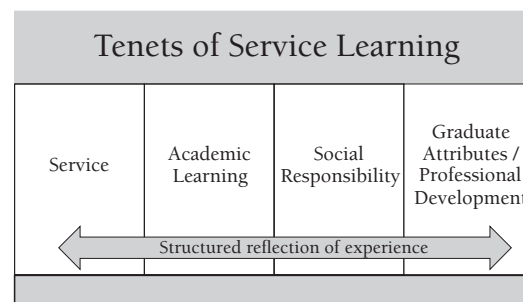 Tenets of Service Learning
Service
Academic
Learning
Social
Responsibility
Graduate
Attributes /
Professional
Development
Structured reflection of experience